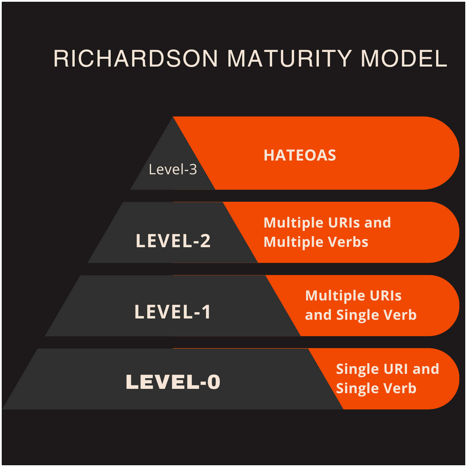 RICHARDSON MATURITY MODEL
Level-3
HATEOAS
LEVEL-2
Multiple URIs and
Multiple Verbs
LEVEL-1
Multiple URIs
and Single Verb
LEVEL-0
Single URI and
Single Verb